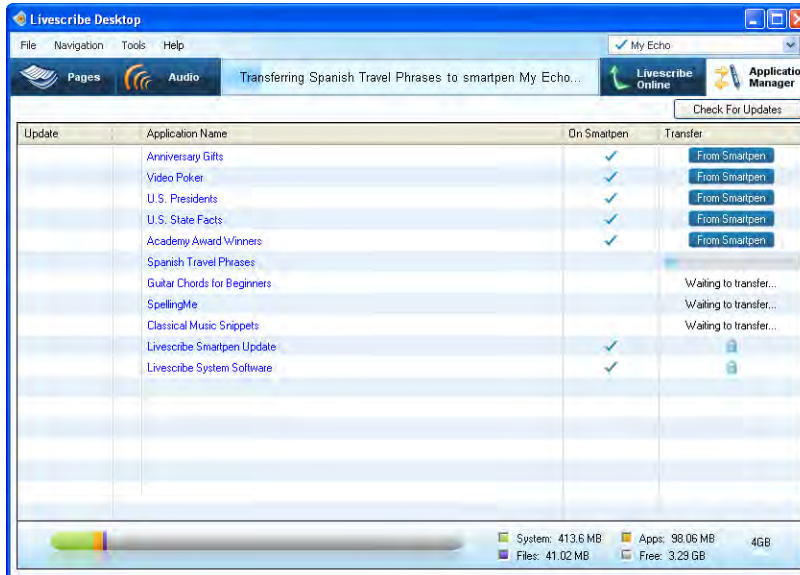 Livescribe Desktop
File Navigation Tools Help
My Echo
Pages
Audio
Transferring Spanish Travel Phrases to smartpen My Echo...
Livescribe
Online
Applicatio
Manager
Check For Updates
Update Application Name On Smartpen Transfer
Anniversary Gifts From Smartpen
Video Poker From Smartpen
U.S. Presidents From Smartpen
U.S. State Facts From Smartpen
Academy Award Winners From Smartpen
Spanish Travel Phrases
Guitar Chords for Beginners Waiting to transfer...
SpellingMe Waiting to transfer...
Classical Music Snippets Waiting to transfer...
Livescribe Smartpen Update
Livescribe System Software
System: 413.6 MB Apps: 98.06 MB 4GB
Files: 41.02 MB Free: 3.29 GB